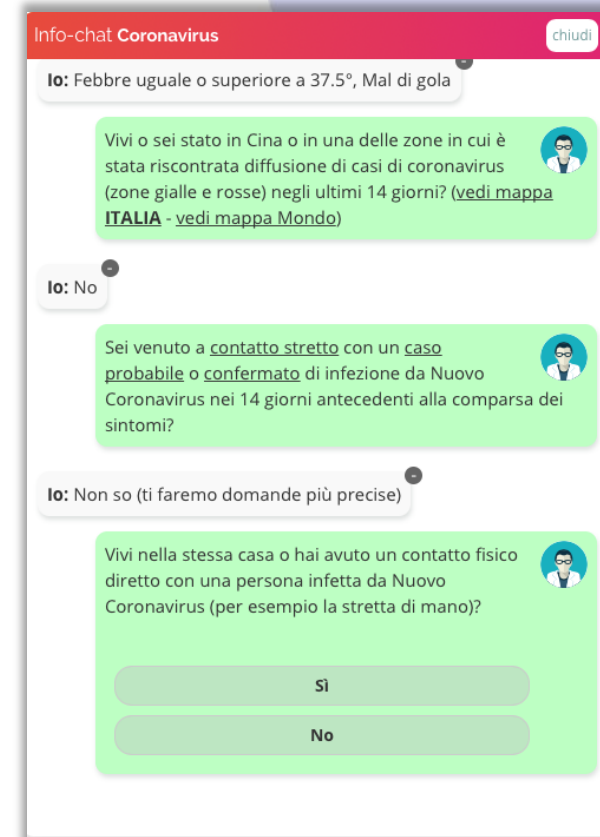 Info-chat Coronavirus
chiudi
Io: Febbre uguale o superiore a 37.5°, Mal di gola
Vivi o sei stato in Cina o in una delle zone in cui è
stata riscontrata diffusione di casi di coronavirus
(zone gialle e rosse) negli ultimi 14 giorni? (vedi mappa
ITALIA - vedi mappa Mondo)
Io: No
Sei venuto a contatto stretto con un caso
probabile o confermato di infezione da Nuovo
Coronavirus nei 14 giorni antecedenti alla comparsa dei
sintomi?
Io: Non so (ti faremo domande più precise)
Vivi nella stessa casa o hai avuto un contatto fisico
diretto con una persona infetta da Nuovo
Coronavirus (per esempio la stretta di mano)?
Sì
No